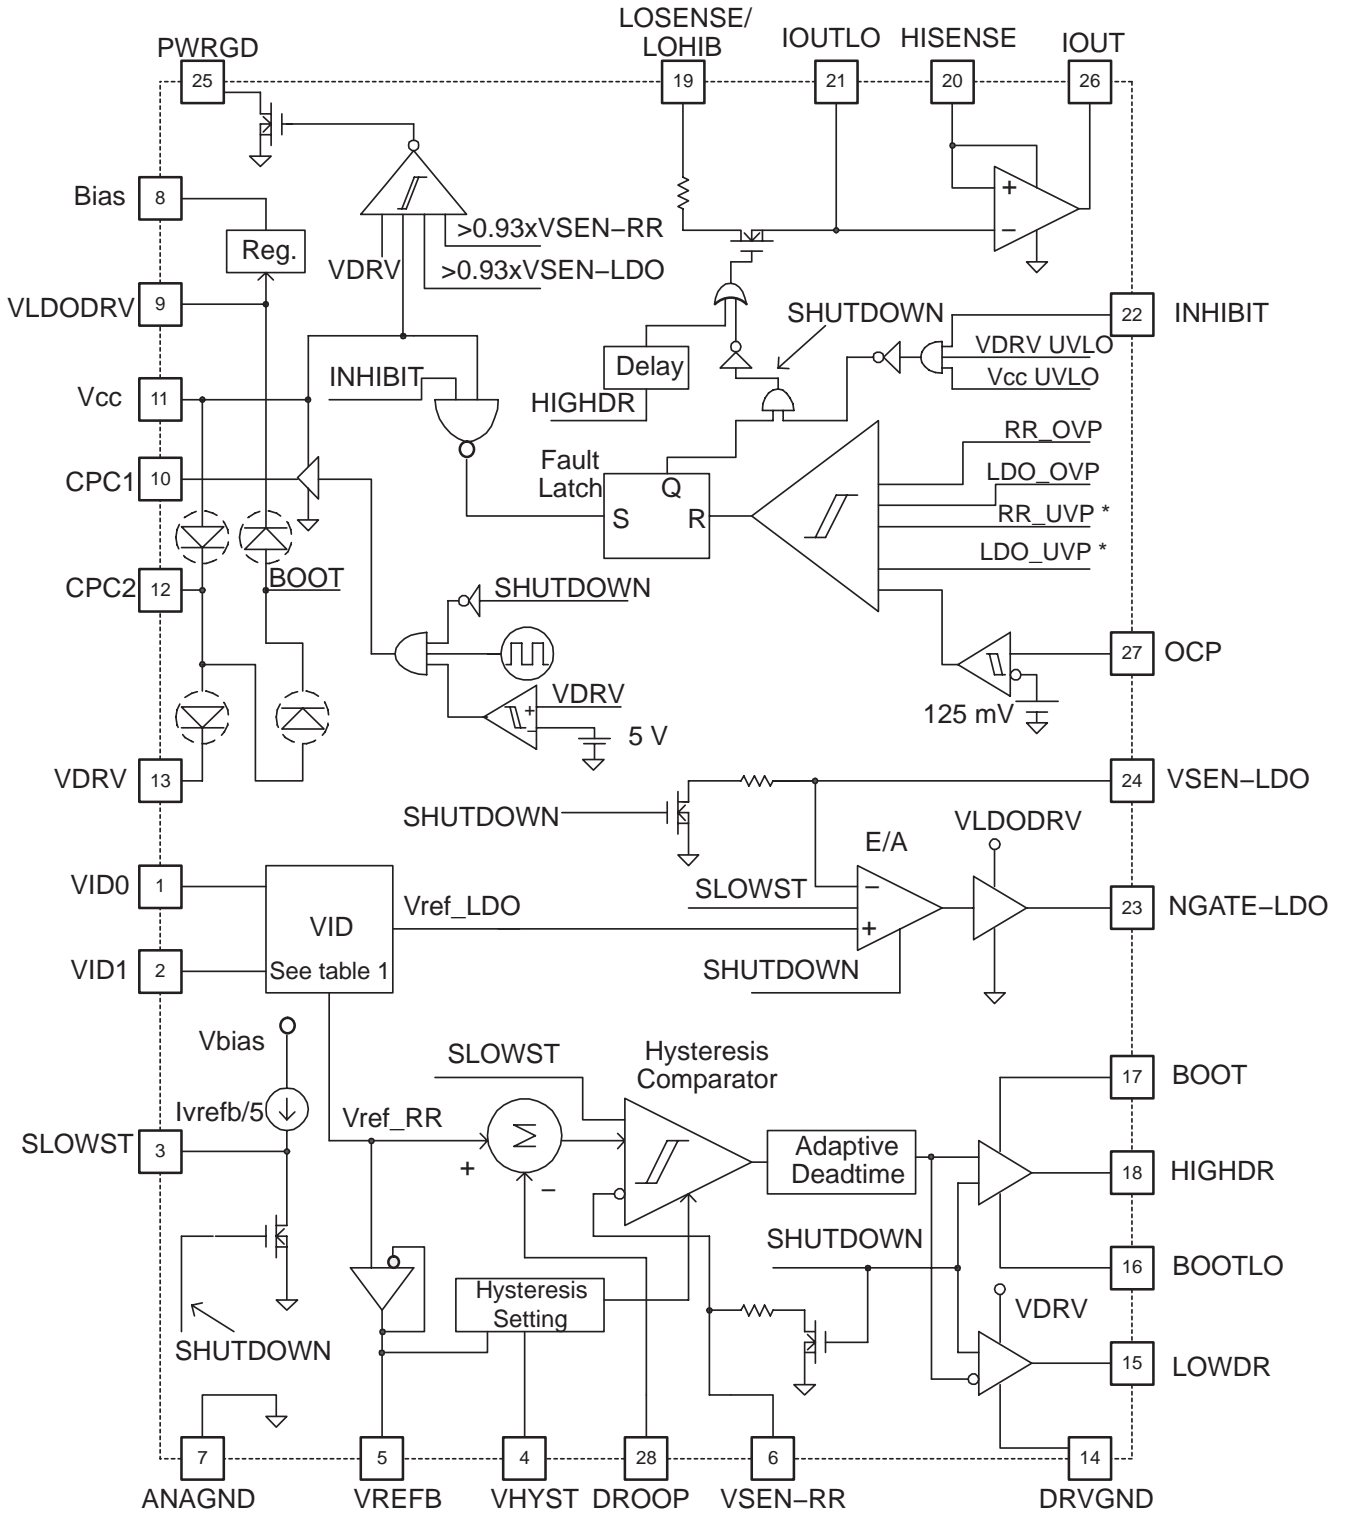 LOSENSE/
LOHIB
IOUTLO
HISENSE
IOUT
PWRGD
25
19
21
20
26
Bias
8
Reg.
>0.93xVSEN−RR
VDRV
>0.93xVSEN−LDO
+
−
VLDODRV
9
SHUTDOWN
22
INHIBIT
VDRV UVLO
Vcc UVLO
Delay
INHIBIT
HIGHDR
Vcc
11
RR_OVP
Fault
Latch
CPC1
10
Q
S
R
LDO_OVP
RR_UVP *
LDO_UVP *
CPC2
12
BOOT
SHUTDOWN
27
OCP
VDRV
+
−
5 V
125 mV
VDRV
13
24
VSEN−LDO
SHUTDOWN
VLDODRV
E/A
VID0
1
SLOWST
−
+
Vref_LDO
23
NGATE−LDO
VID
See table 1
VID1
2
SHUTDOWN
Vbias
SLOWST
Hysteresis
Comparator
17
BOOT
Ivrefb/5
Vref_RR
Σ
+
−
Adaptive
Deadtime
SLOWST
3
18
HIGHDR
SHUTDOWN
16
BOOTLO
Hysteresis
Setting
VDRV
SHUTDOWN
15
LOWDR
7
5
4
28
6
14
ANAGND
VREFB
VHYST
DROOP
VSEN−RR
DRVGND